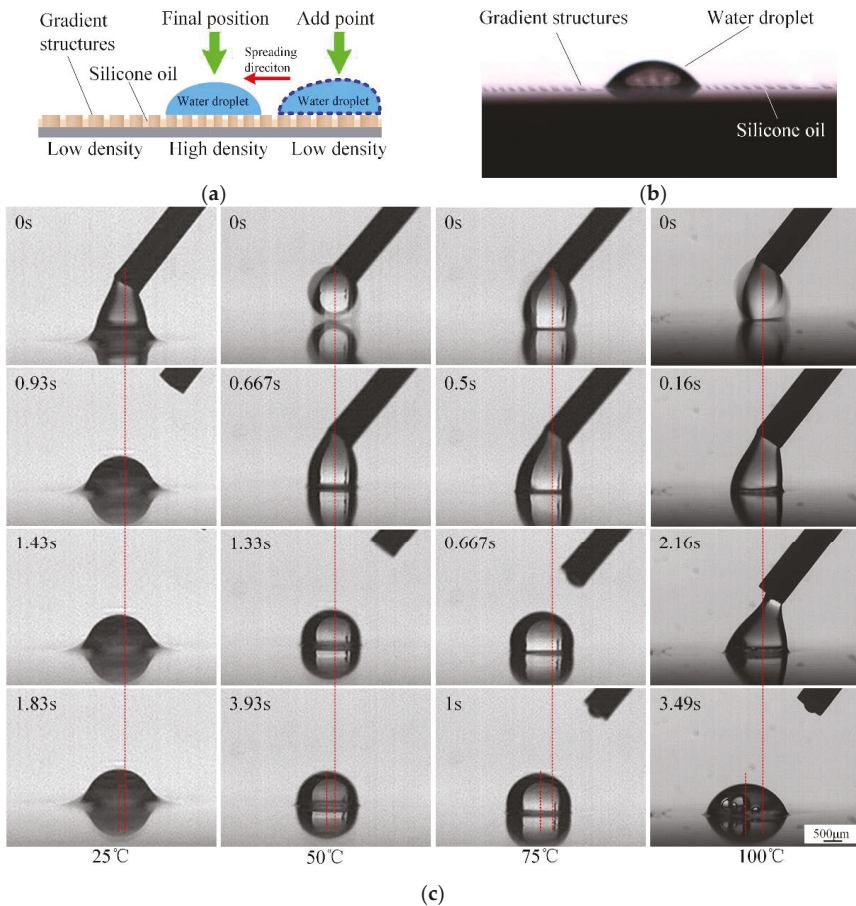 Gradient structures
Final position
Add point
Silicone oil
Spreading
direciton
Water droplet
Water droplet
Low density
High density
Low density
(a)
Gradient structures
Water droplet
Silicone oil
(b)
0s
0s
0s
0s
0.93s
0.667s
0.5s
0.16s
1.43s
1.33s
0.667s
2.16s
1.83s
3.93s
1s
3.49s
500μm
25℃
50℃
75℃
100℃
(c)